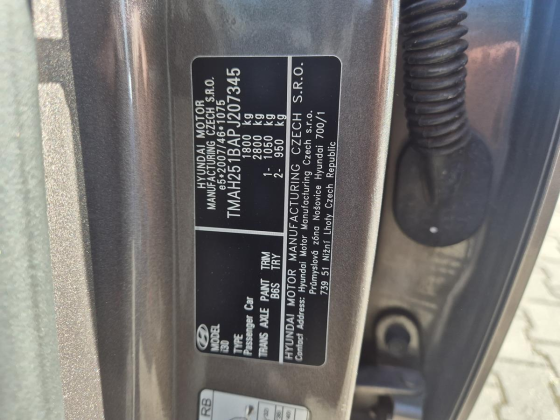 HYUNDAI MOTOR
MANUFACTURING CZECH S.R.O.
e5*2007/46*1075
TMAH251BAPJ207345
1800 kg
2800 kg
1- 1050 kg
2- 950 kg
MODEL
i30
TYPE
Passenger Car
TRANS AXLE PAINT TRIM
B6S TRY
HYUNDAI MOTOR MANUFACTURING CZECH S.R.O.
Contact Address: Hyundai Motor Manufacturing Czech s.r.o.
Průmyslová zóna Nošovice Hyundai 700/1
739 51 Nižní Lhoty Czech Republic
RB